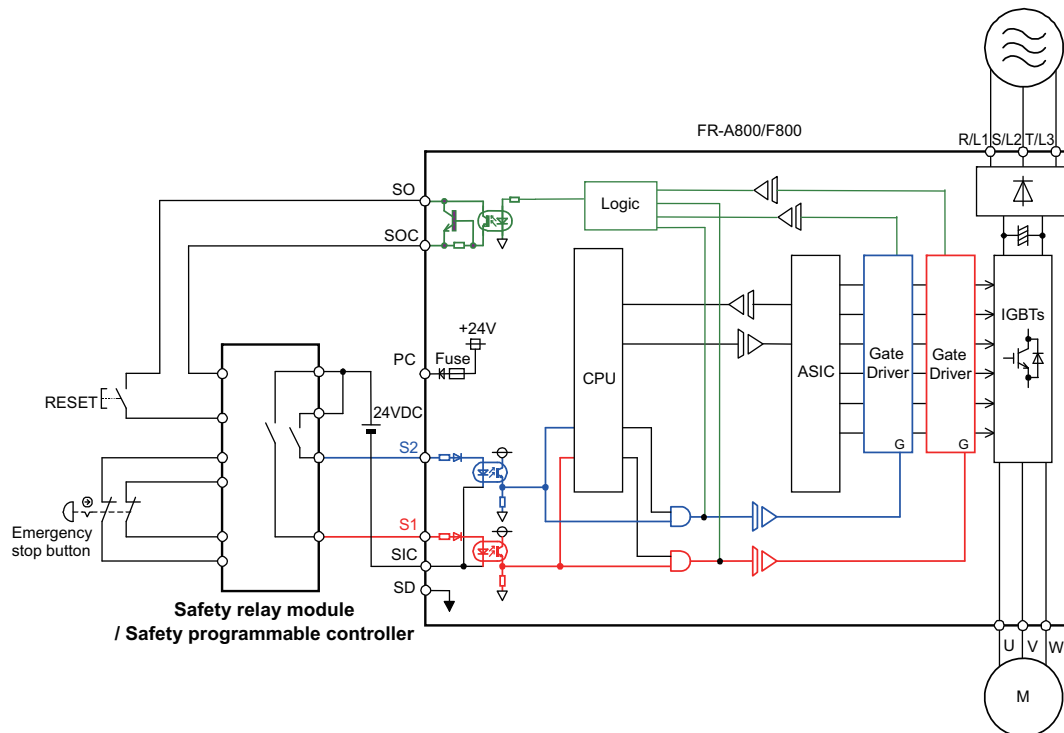 FR-A800/F800
R/L1 S/L2 T/L3
SO
Logic
SOC
+24V
PC
Fuse
CPU
ASIC
Gate
Driver
Gate
Driver
IGBTs
RESET
24VDC
S2
G
G
Emergency
stop button
S1
SIC
SD
Safety relay module
/ Safety programmable controller
U V W
M